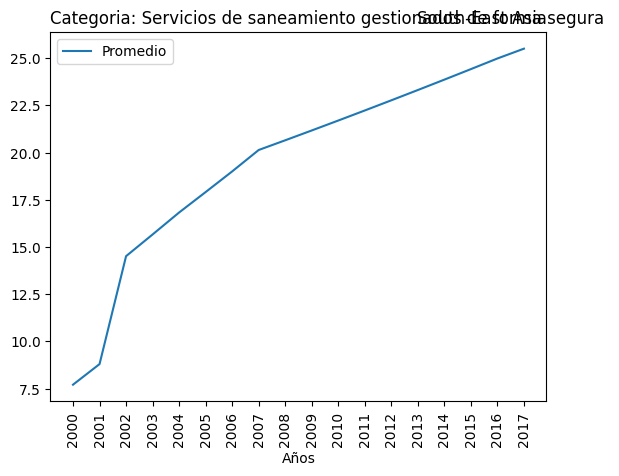 Categoria: Servicios de saneamiento gestionados de forma segura
South-East Asia
Promedio
25.0
22.5
20.0
17.5
15.0
12.5
10.0
7.5
2000 2001 2002 2003 2004 2005 2006 2007 2008 2009 2010 2011 2012 2013 2014 2015 2016 2017
Años